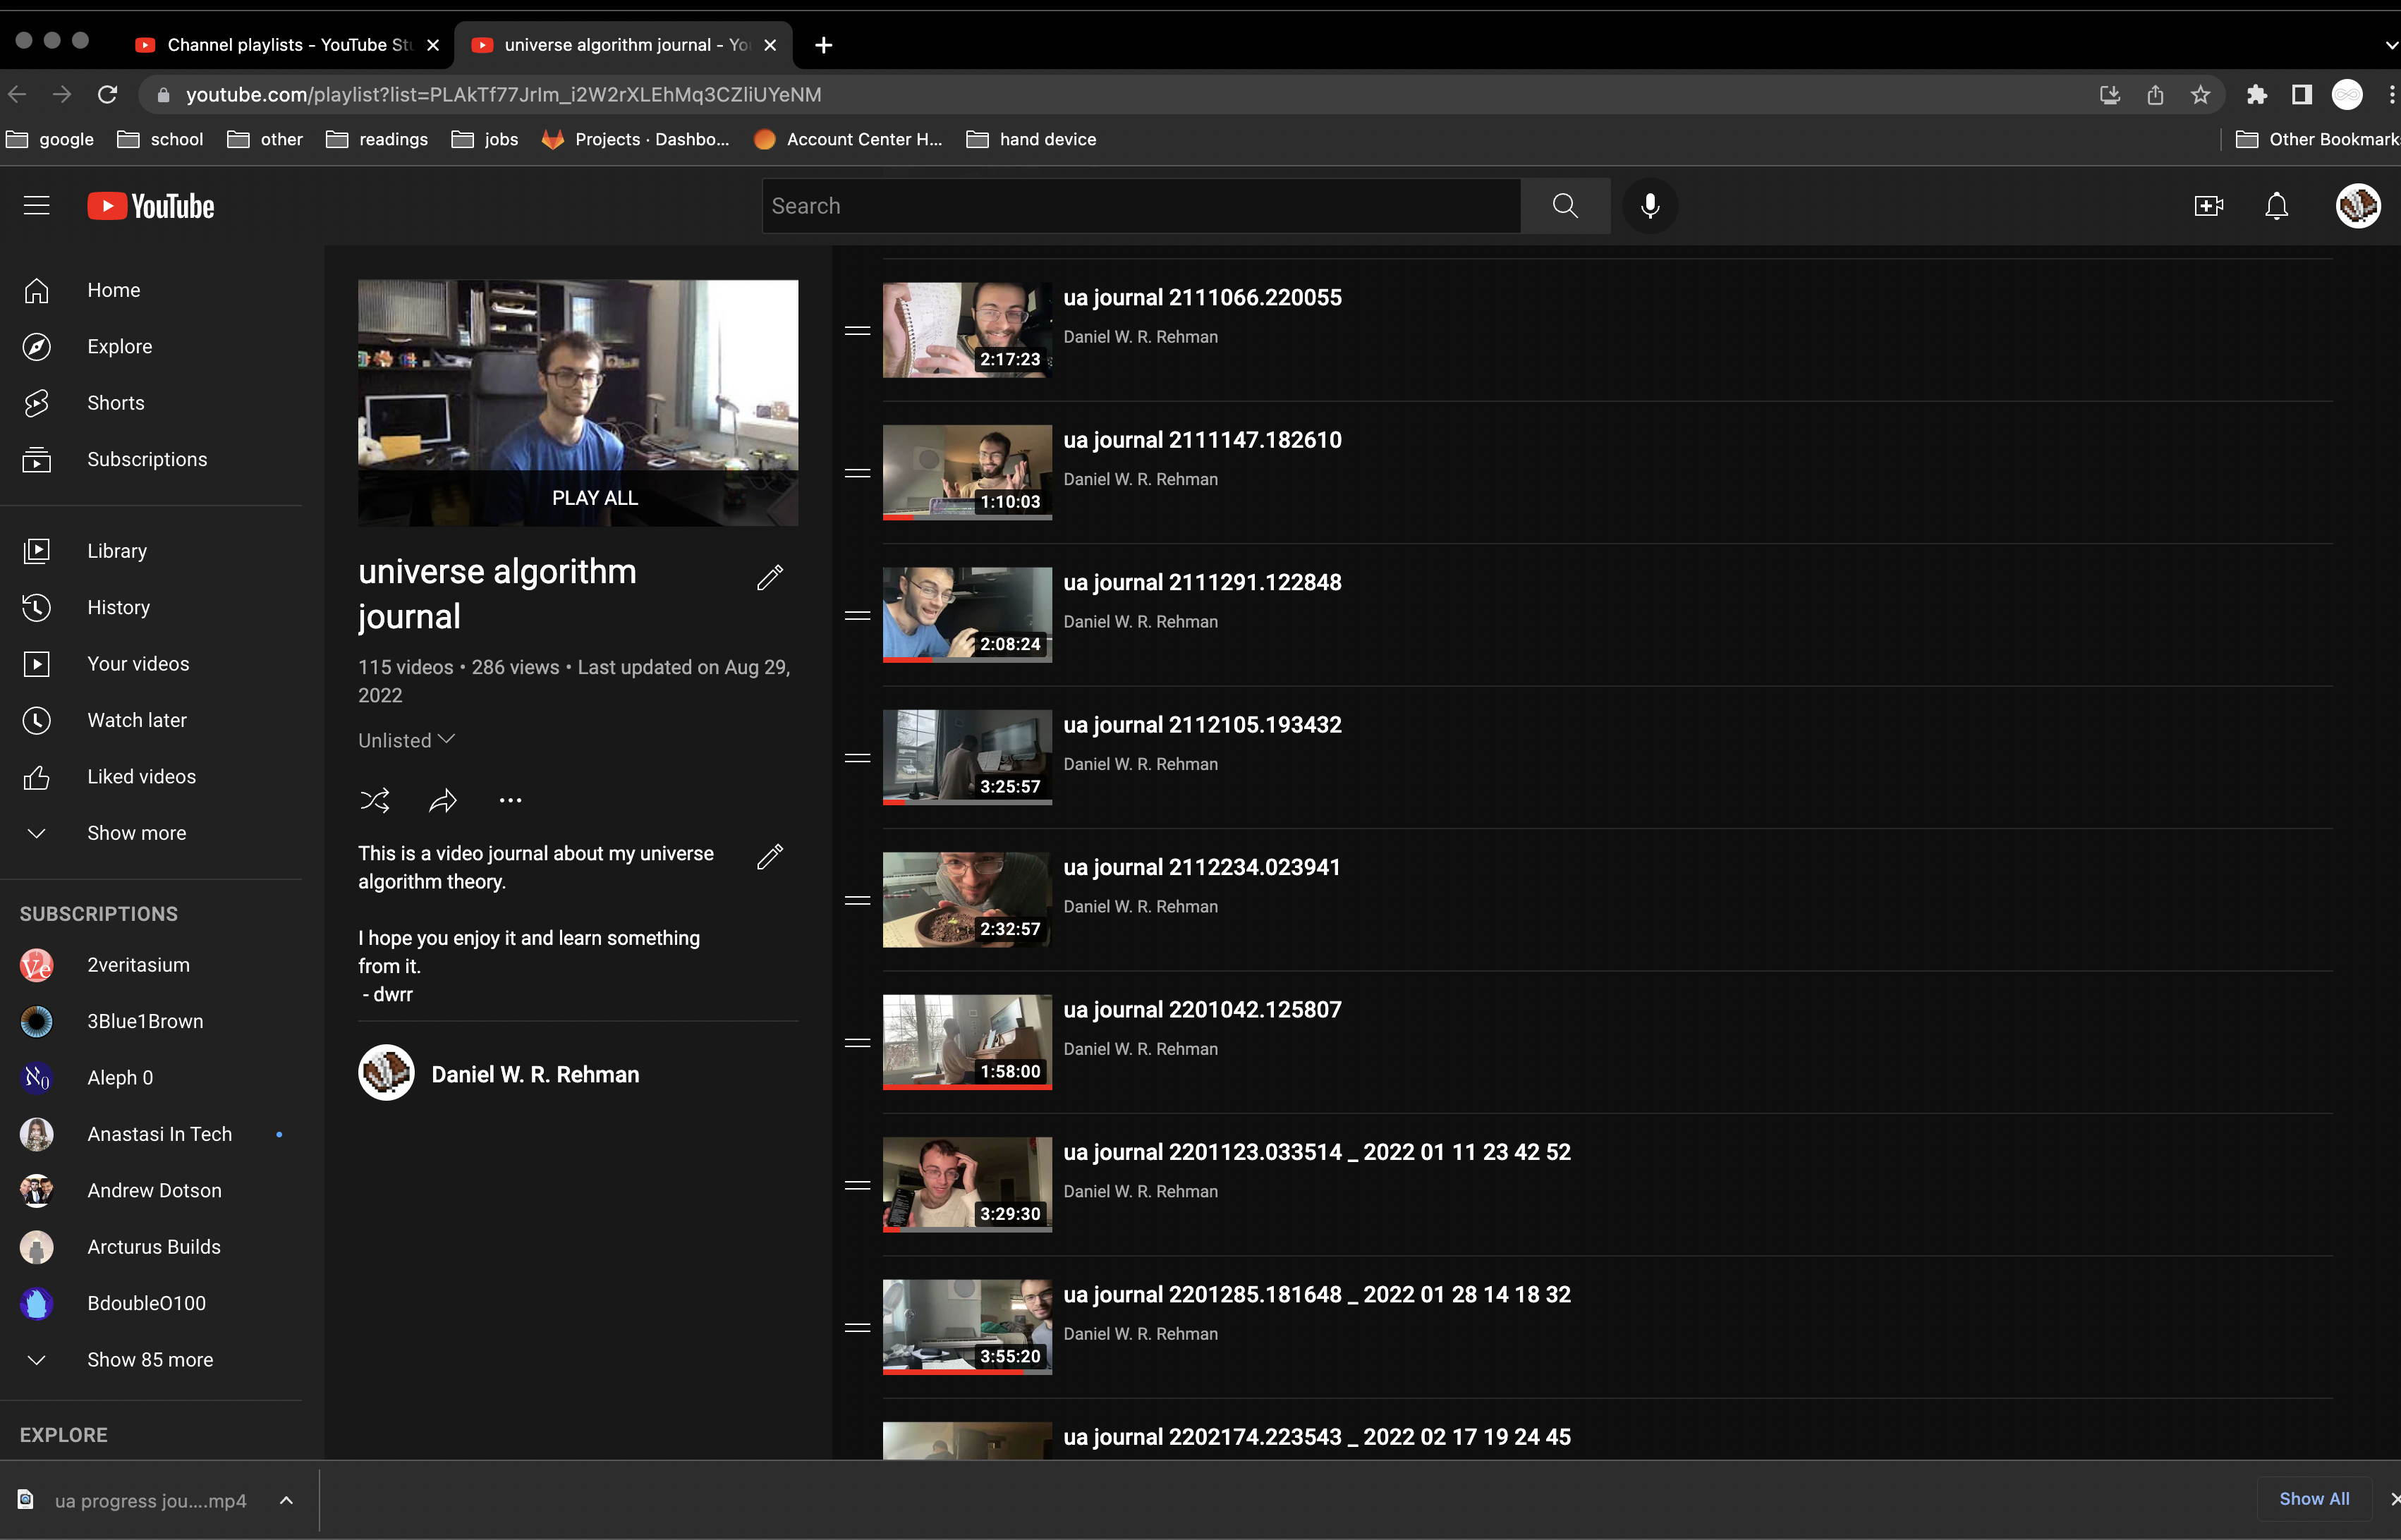 Channel playlists - YouTube Stu
universe algorithm journal - You
youtube.com/playlist?list=PLAkTf77JrIm_i2W2rXLEhMq3CZliUYeNM
google
school
other
readings
jobs
Projects · Dashbo...
Account Center H...
hand device
Other Bookmarks
YouTube
Search
Home
Explore
Shorts
Subscriptions
Library
History
Your videos
Watch later
Liked videos
Show more
SUBSCRIPTIONS
2veritasium
3Blue1Brown
Aleph 0
Anastasi In Tech
Andrew Dotson
Arcturus Builds
BdoubleO100
Show 85 more
EXPLORE
PLAY ALL
universe algorithm
journal
115 videos • 286 views • Last updated on Aug 29,
2022
Unlisted
This is a video journal about my universe
algorithm theory.
I hope you enjoy it and learn something
from it.
- dwrr
Daniel W. R. Rehman
2:17:23
ua journal 2111066.220055
Daniel W. R. Rehman
1:10:03
ua journal 2111147.182610
Daniel W. R. Rehman
2:08:24
ua journal 2111291.122848
Daniel W. R. Rehman
3:25:57
ua journal 2112105.193432
Daniel W. R. Rehman
2:32:57
ua journal 2112234.023941
Daniel W. R. Rehman
1:58:00
ua journal 2201042.125807
Daniel W. R. Rehman
3:29:30
ua journal 2201123.033514 _ 2022 01 11 23 42 52
Daniel W. R. Rehman
3:55:20
ua journal 2201285.181648 _ 2022 01 28 14 18 32
Daniel W. R. Rehman
ua journal 2202174.223543 _ 2022 02 17 19 24 45
ua progress jou....mp4
Show All